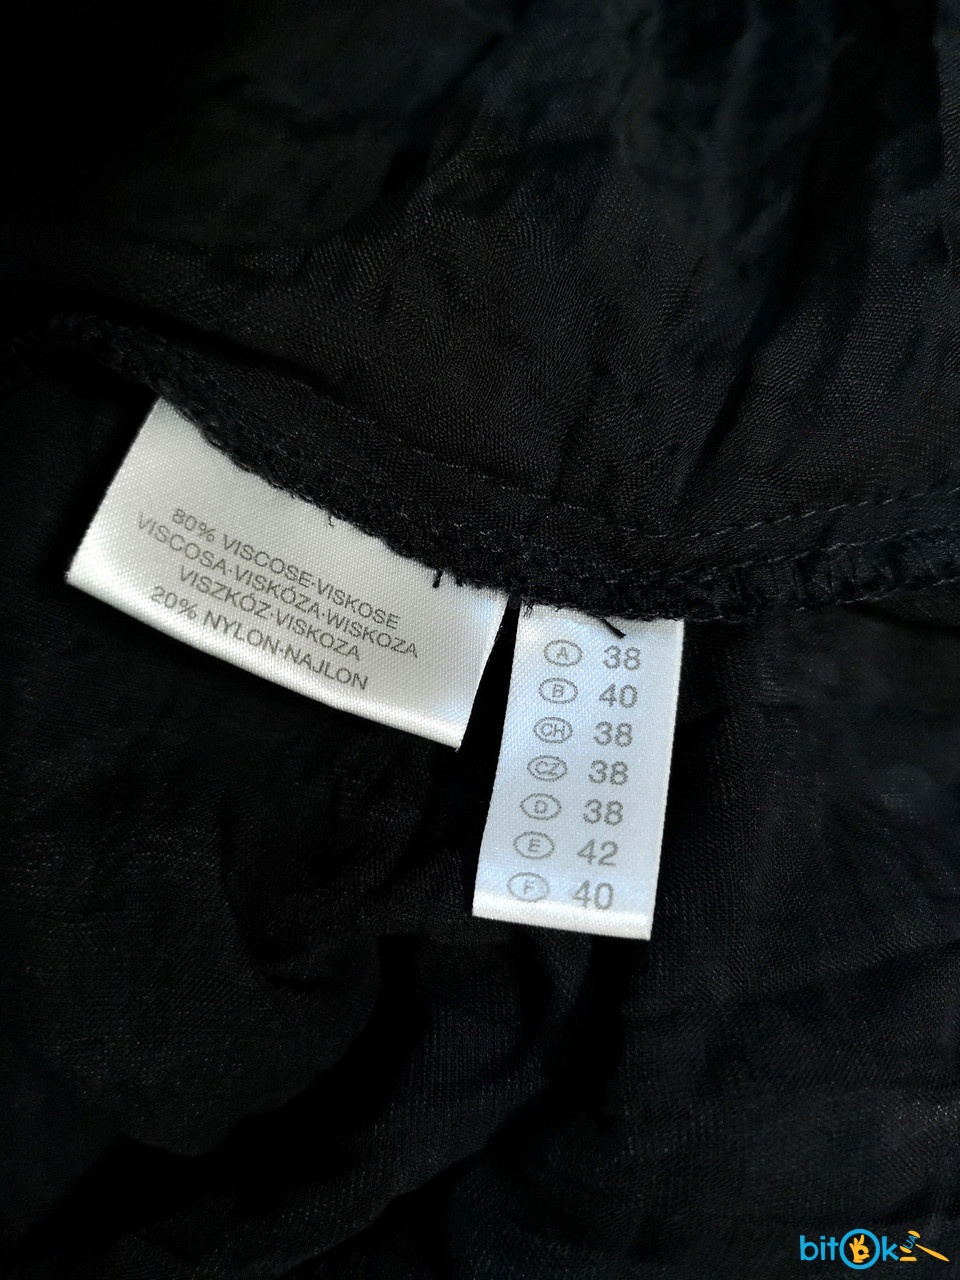 80% VISCOSE·VISKOSE
VISCOSA·VISKÓZA·WISKOZA
VISZKÓZ·VISKOZA
20% NYLON·NAJLON
A 38
B 40
CH 38
CZ 38
D 38
E 42
F 40
bitOk